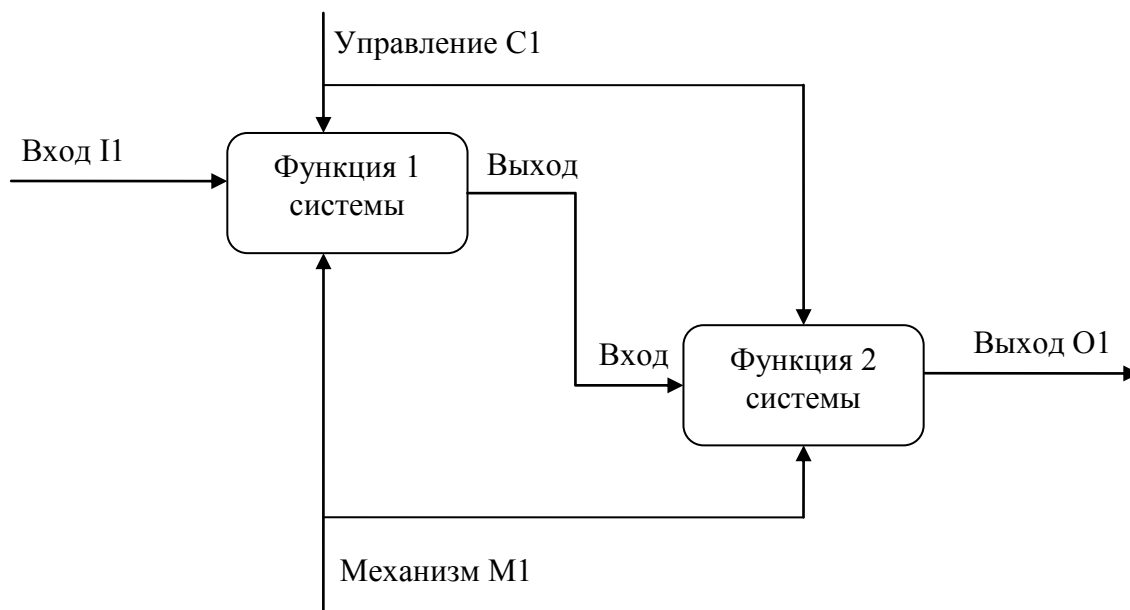 Управление C1
Вход I1
Функция 1
системы
Выход
Вход
Функция 2
системы
Выход O1
Механизм M1